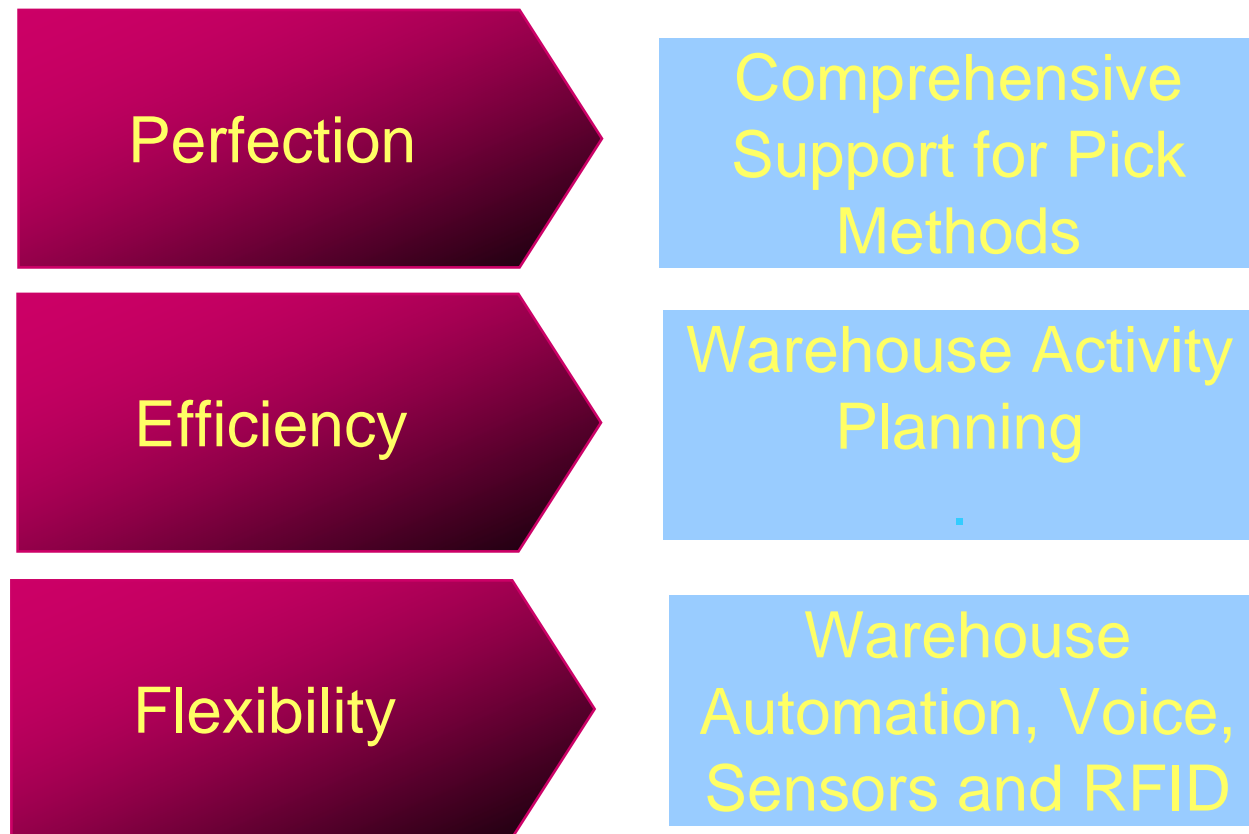 Perfection
Comprehensive
Support for Pick
Methods
Efficiency
Warehouse Activity
Planning
.
Flexibility
Warehouse
Automation, Voice,
Sensors and RFID